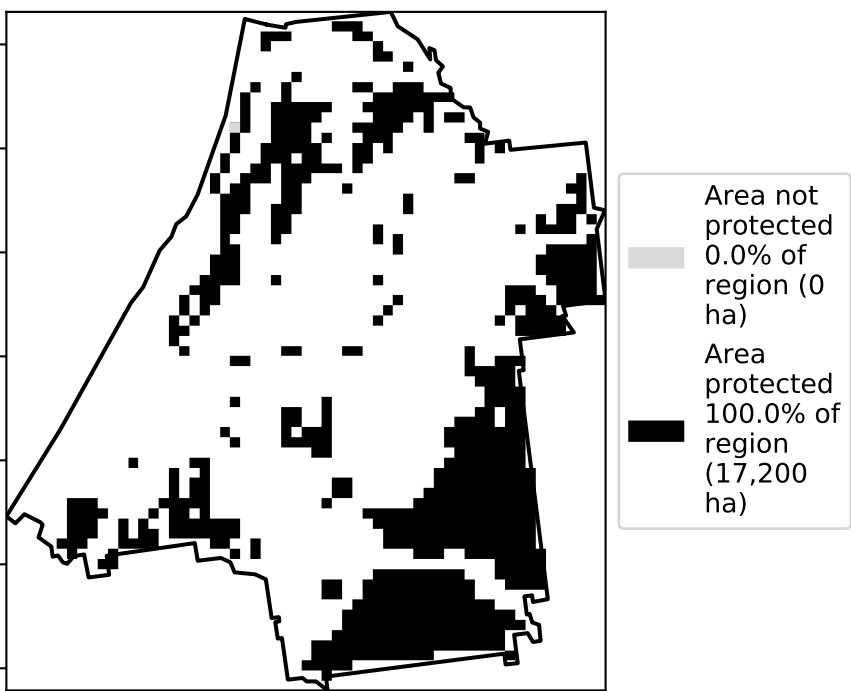 Area not
protected
0.0% of
region (0
ha)
Area
protected
100.0% of
region
(17,200
ha)